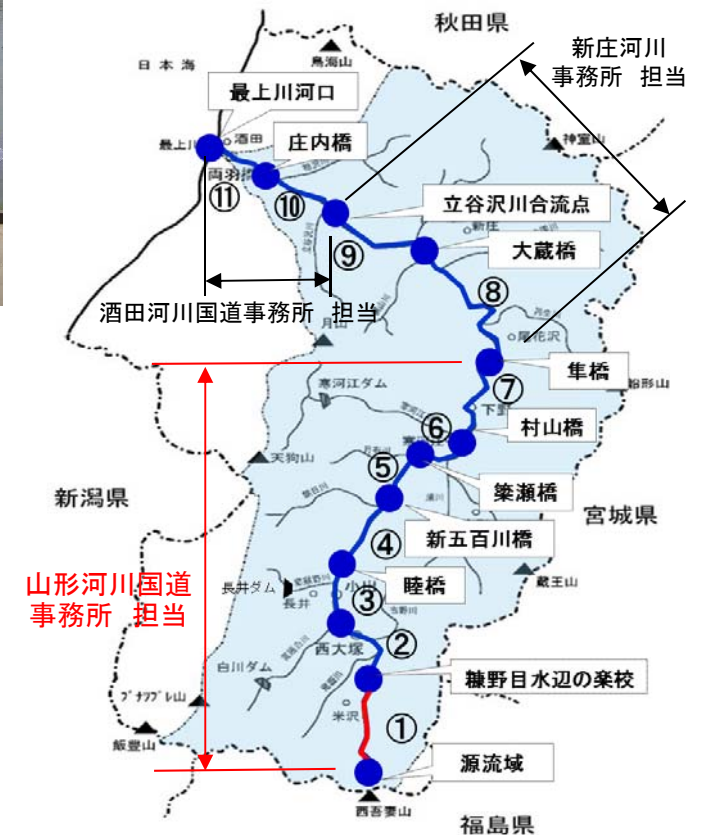 秋田県
新庄河川
事務所 担当
鳥海山
日本海
最上川河口
神室山
最上川
酒田
庄内橋
両羽橋
⑪
⑩
立谷沢川合流点
⑨
新庄
大蔵橋
酒田河川国道事務所 担当
⑧
月山
尾花沢
隼橋
⑦
船形山
寒河江ダム
下野
村山橋
⑥
天狗山
⑤
簗瀬橋
新潟県
宮城県
新五百川橋
④
蔵王山
山形河川国道
事務所 担当
長井ダム
睦橋
長井
③
西大塚
②
白川ダム
糠野目水辺の楽校
米沢
①
飯豊山
源流域
西吾妻山
福島県